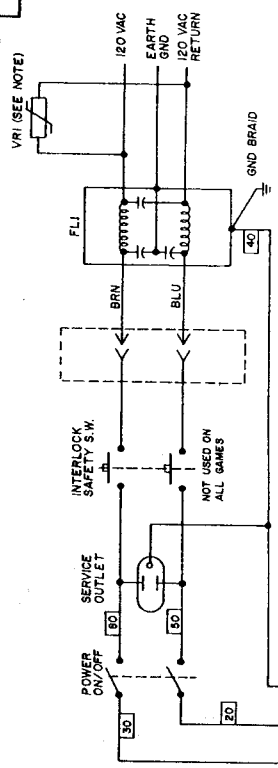 VR1 (SEE NOTE)
120 VAC
EARTH
GND
120 VAC
RETURN
FL1
GND BRAID
40
BRN
BLU
INTERLOCK
SAFETY S.W.
NOT USED ON
ALL GAMES
SERVICE
OUTLET
80
50
POWER
ON/OFF
30
20